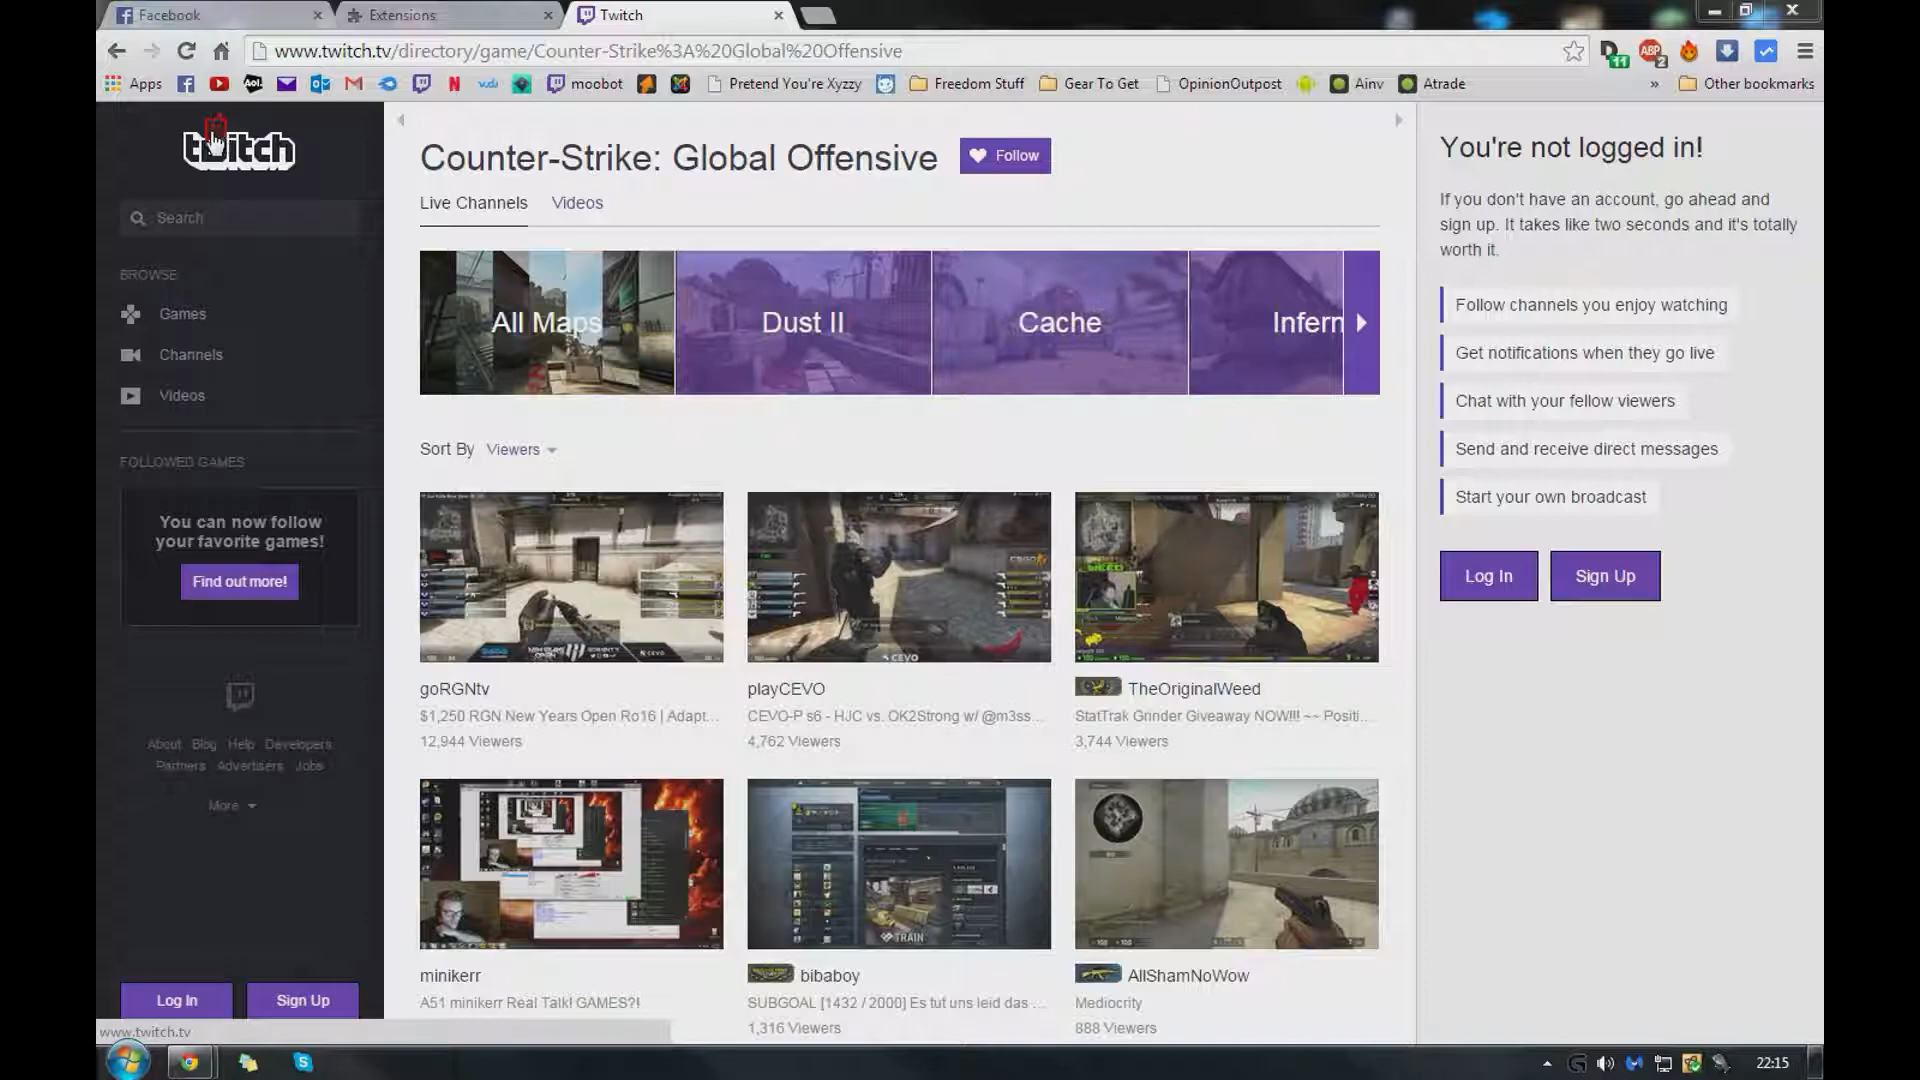 Facebook
Extensions
Twitch
www.twitch.tv/directory/game/Counter-Strike%3A%20Global%20Offensive
11
ABP
2
Apps
Aol.
moobot
Pretend You're Xyzzy
Freedom Stuff
Gear To Get
OpinionOutpost
Ainv
Atrade
»
Other bookmarks
twitch
Search
BROWSE
Games
Channels
Videos
FOLLOWED GAMES
You can now follow
your favorite games!
Find out more!
About Blog Help Developers
Partners Advertisers Jobs
More
Log In
Sign Up
www.twitch.tv
Counter-Strike: Global Offensive
Follow
Live Channels
Videos
All Maps
Dust II
Cache
Infern
Sort By Viewers
goRGNtv
$1,250 RGN New Years Open Ro16 | Adapt...
12,944 Viewers
CEVO
playCEVO
CEVO-P s6 - HJC vs. OK2Strong w/ @m3ss...
4,762 Viewers
TheOriginalWeed
StatTrak Grinder Giveaway NOW!!! ~~ Positi...
3,744 Viewers
minikerr
A51 minikerr Real Talk! GAMES?!
TRAIN
bibaboy
SUBGOAL [1432 / 2000] Es tut uns leid das ...
1,316 Viewers
AllShamNoWow
Mediocrity
888 Viewers
You're not logged in!
If you don't have an account, go ahead and
sign up. It takes like two seconds and it's totally
worth it.
Follow channels you enjoy watching
Get notifications when they go live
Chat with your fellow viewers
Send and receive direct messages
Start your own broadcast
Log In
Sign Up
22:15